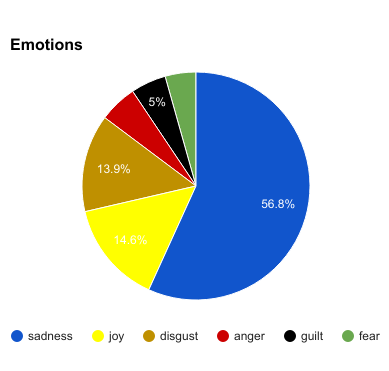 Emotions
5%
13.9%
56.8%
14.6%
sadness joy disgust anger guilt fear